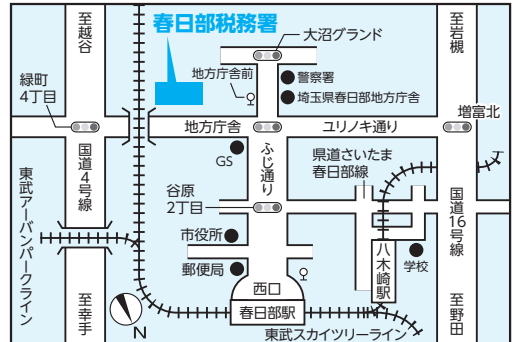 至越谷
春日部税務署
大沼グランド
至岩槻
緑町
4丁目
地方庁舎前
警察署
埼玉県春日部地方庁舎
増富北
地方庁舎
ユリノキ通り
GS
ふじ通り
県道さいたま
春日部線
国道4号線
東武アーバンパークライン
谷原
2丁目
国道16号線
市役所
郵便局
西口
八木崎駅
学校
至幸手
N
春日部駅
東武スカイツリーライン
至野田